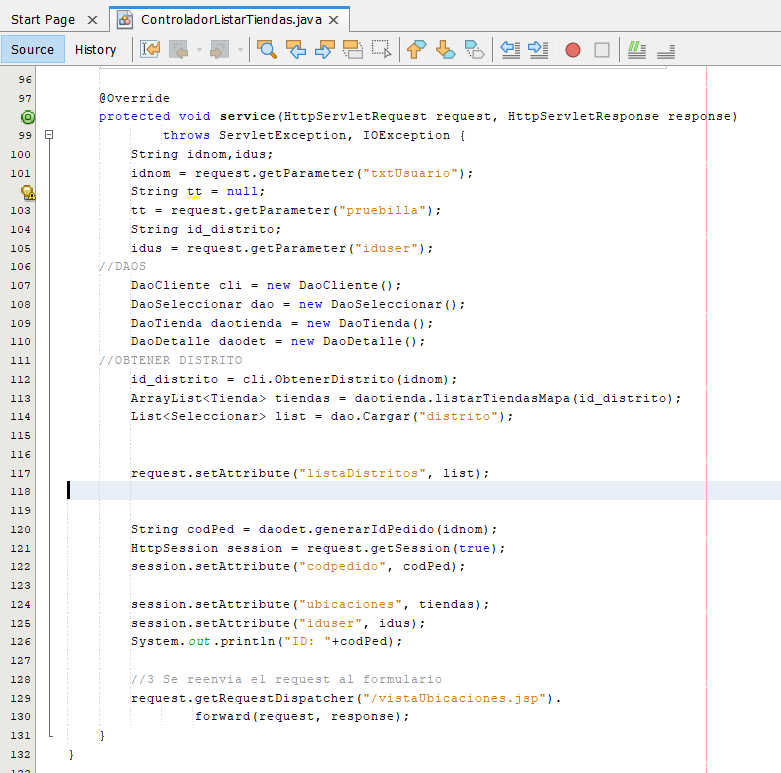 Start Page
ControladorListarTiendas.java
Source History
96
97 @Override
protected void service(HttpServletRequest request, HttpServletResponse response)
99 throws ServletException, IOException {
100 String idnom,idus;
101 idnom = request.getParameter("txtUsuario");
String tt = null;
103 tt = request.getParameter("pruebilla");
104 String id_distrito;
105 idus = request.getParameter("iduser");
106 //DAOS
107 DaoCliente cli = new DaoCliente();
108 DaoSeleccionar dao = new DaoSeleccionar();
109 DaoTienda daotienda = new DaoTienda();
110 DaoDetalle daodet = new DaoDetalle();
111 //OBTENER DISTRITO
112 id_distrito = cli.ObtenerDistrito(idnom);
113 ArrayList<Tienda> tiendas = daotienda.listarTiendasMapa(id_distrito);
114 List<Seleccionar> list = dao.Cargar("distrito");
115
116
117 request.setAttribute("listaDistritos", list);
118
119
120 String codPed = daodet.generarIdPedido(idnom);
121 HttpSession session = request.getSession(true);
122 session.setAttribute("codpedido", codPed);
123
124 session.setAttribute("ubicaciones", tiendas);
125 session.setAttribute("iduser", idus);
126 System.out.println("ID: "+codPed);
127
128 //3 Se reenvia el request al formulario
129 request.getRequestDispatcher("/vistaUbicaciones.jsp").
130 forward(request, response);
131 }
132 }